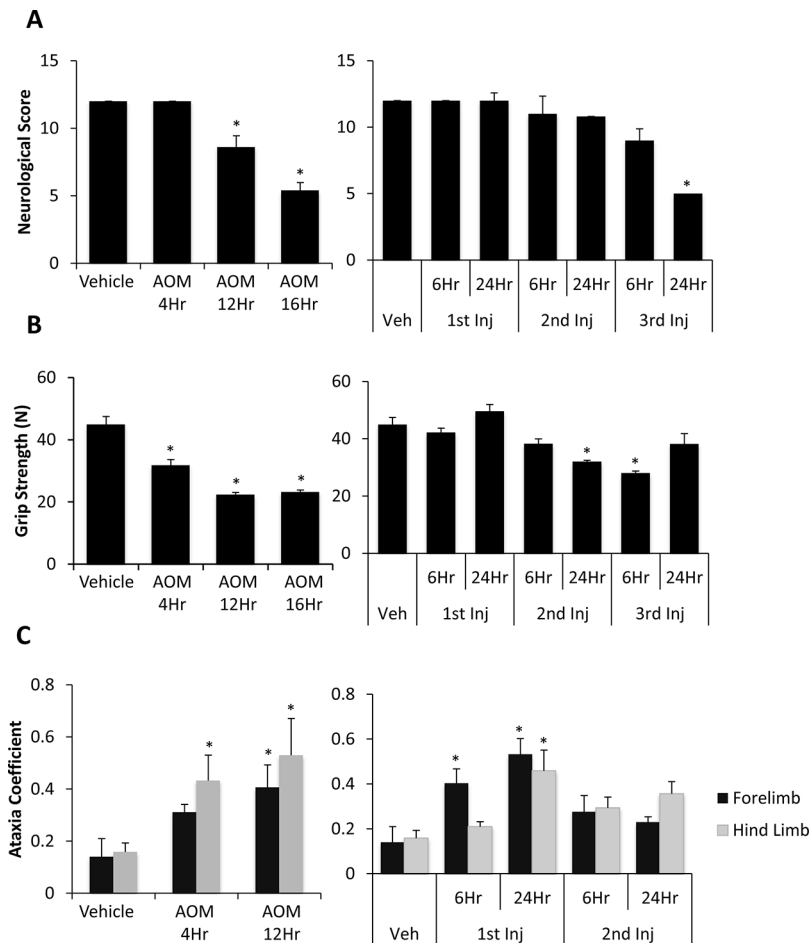 A
Neurological Score
15
10
5
0
Vehicle AOM AOM AOM
4Hr 12Hr 16Hr
* *
15
10
5
0
*
6Hr 24Hr 6Hr 24Hr 6Hr 24Hr
Veh 1st Inj 2nd Inj 3rd Inj
B
Grip Strength (N)
60
40
20
0
* * *
Vehicle AOM AOM AOM
4Hr 12Hr 16Hr
60
40
20
0
* *
6Hr 24Hr 6Hr 24Hr 6Hr 24Hr
Veh 1st Inj 2nd Inj 3rd Inj
C
Ataxia Coefficient
0.8
0.6
0.4
0.2
0
* * *
Vehicle AOM AOM
4Hr 12Hr
0.8
0.6
0.4
0.2
0
* * *
6Hr 24Hr 6Hr 24Hr
Veh 1st Inj 2nd Inj
Forelimb
Hind Limb